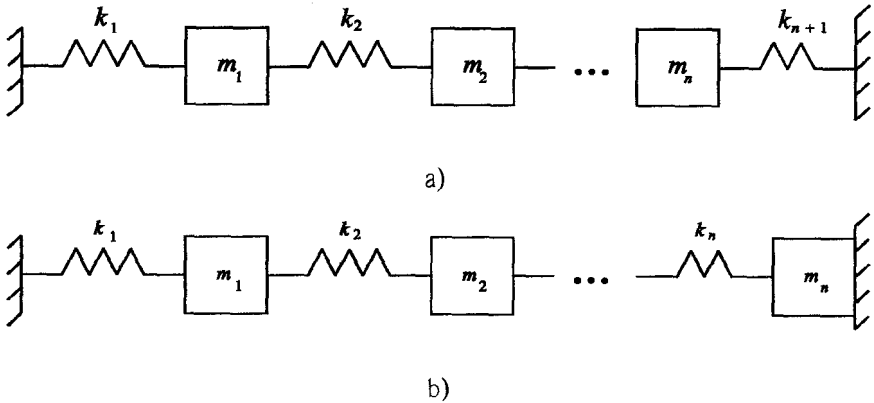 k₁ k₂ kₙ₊₁
m₁ m₂ ••• mₙ
a)
k₁ k₂ kₙ
m₁ m₂ ••• mₙ
b)